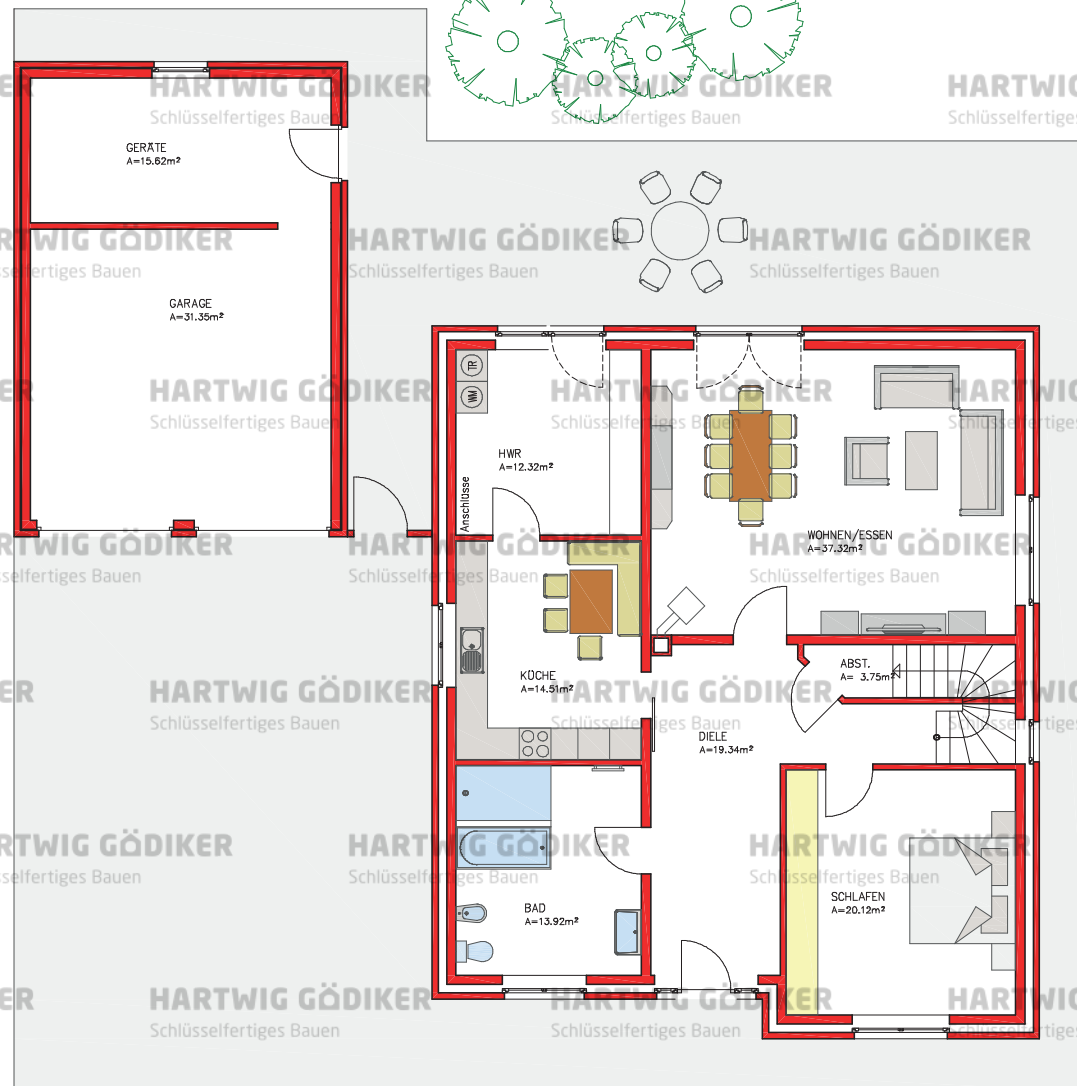 HARTWIG GÖDIKER
Schlüsselfertiges Bauen
GERÄTE
A=15.62m²
GARAGE
A=31.35m²
TR
WM
HWR
A=12.32m²
Anschlüsse
WOHNEN/ESSEN
A=37.32m²
KÜCHE
A=14.51m²
ABST.
A= 3.75m²
DIELE
A=19.34m²
SCHLAFEN
A=20.12m²
BAD
A=13.92m²